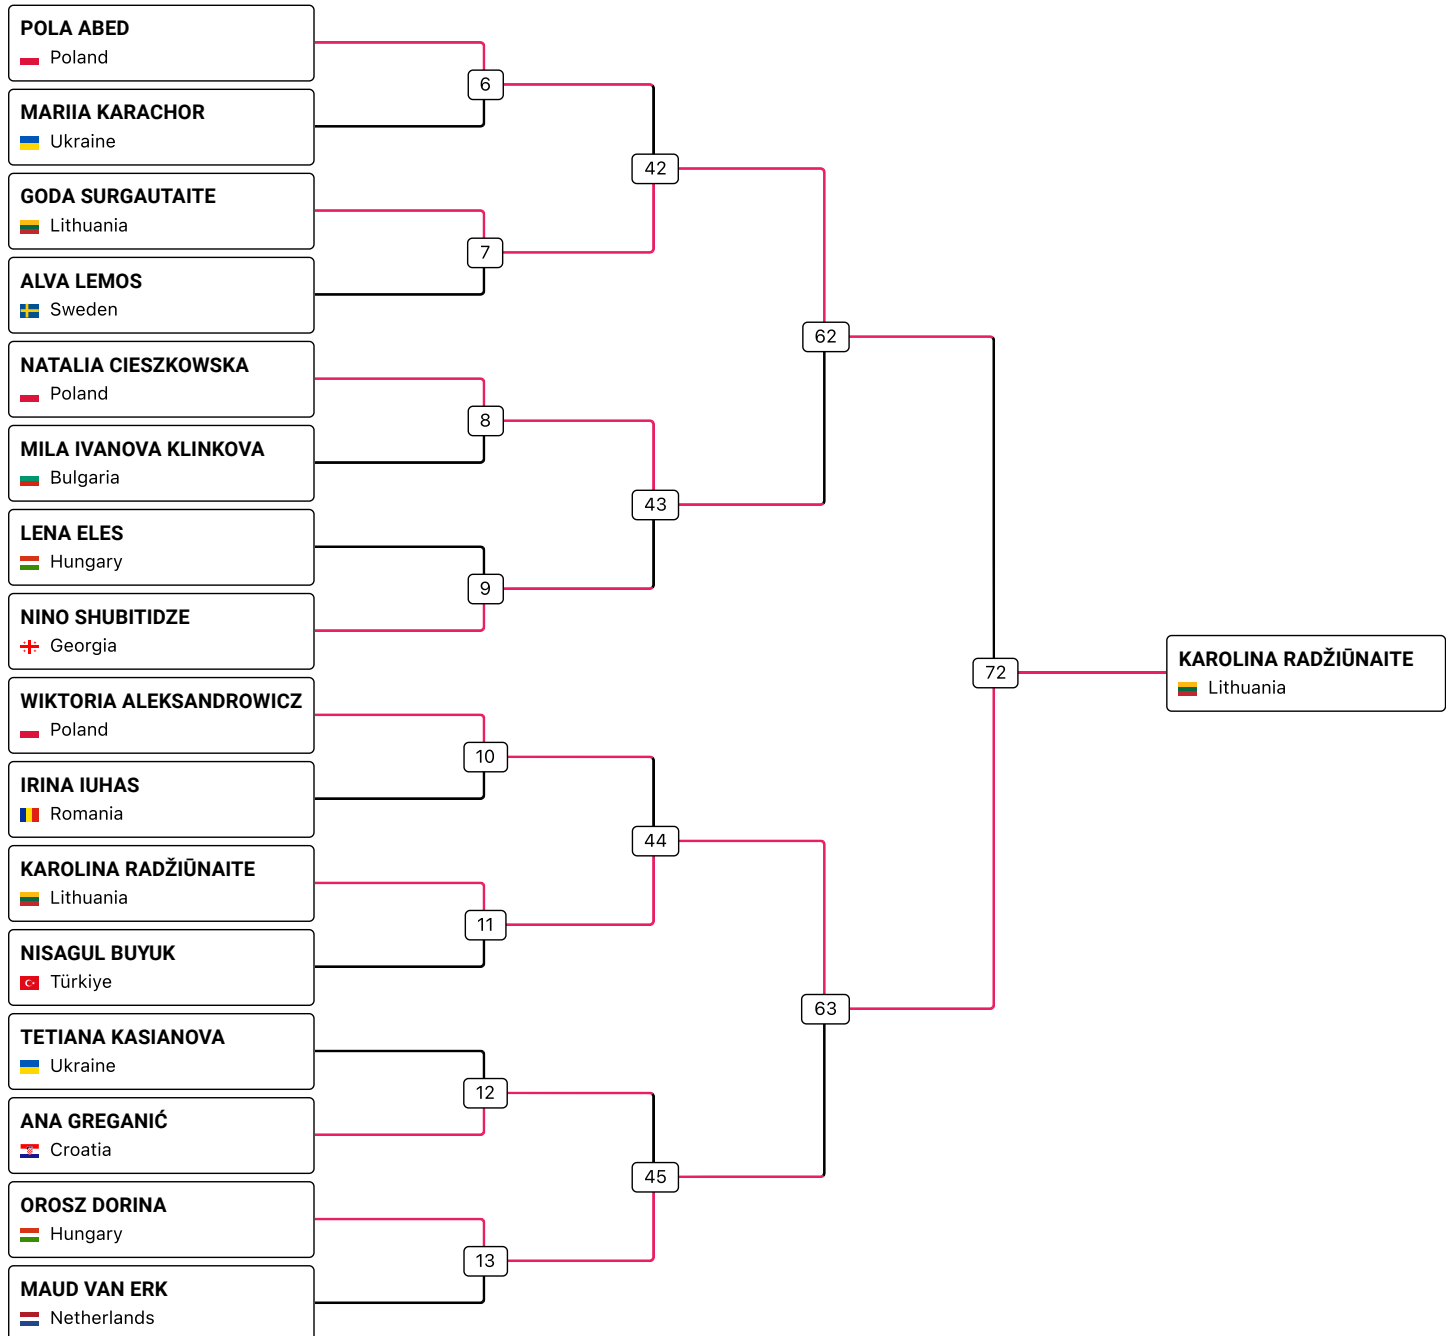 POLA ABED
Poland
6
MARIIA KARACHOR
Ukraine
42
GODA SURGAUTAITE
Lithuania
7
ALVA LEMOS
Sweden
62
NATALIA CIESZKOWSKA
Poland
8
MILA IVANOVA KLINKOVA
Bulgaria
43
LENA ELES
Hungary
9
NINO SHUBITIDZE
Georgia
72
KAROLINA RADŽIŪNAITE
Lithuania
WIKTORIA ALEKSANDROWICZ
Poland
10
IRINA IUHAS
Romania
44
KAROLINA RADŽIŪNAITE
Lithuania
11
NISAGUL BUYUK
Türkiye
63
TETIANA KASIANOVA
Ukraine
12
ANA GREGANIĆ
Croatia
45
OROSZ DORINA
Hungary
13
MAUD VAN ERK
Netherlands